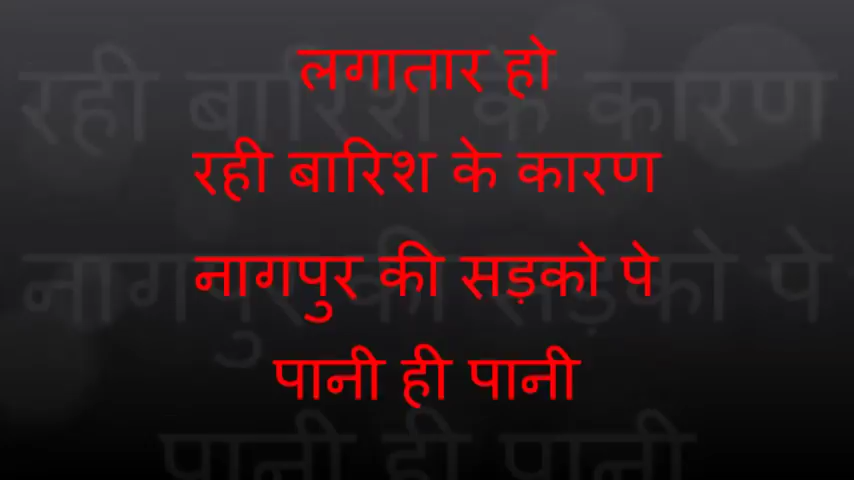 लगातार हो
रही बारिश के कारण
नागपुर की सड़को पे
पानी ही पानी